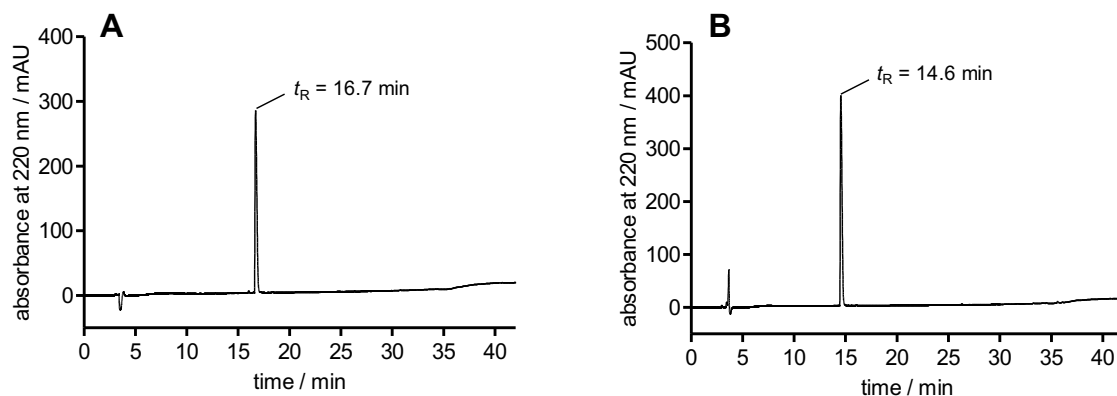 A
absorbance at 220 nm / mAU
400
300
200
100
0
t_R = 16.7 min
0 5 10 15 20 25 30 35 40
time / min
B
absorbance at 220 nm / mAU
500
400
300
200
100
0
t_R = 14.6 min
0 5 10 15 20 25 30 35 40
time / min